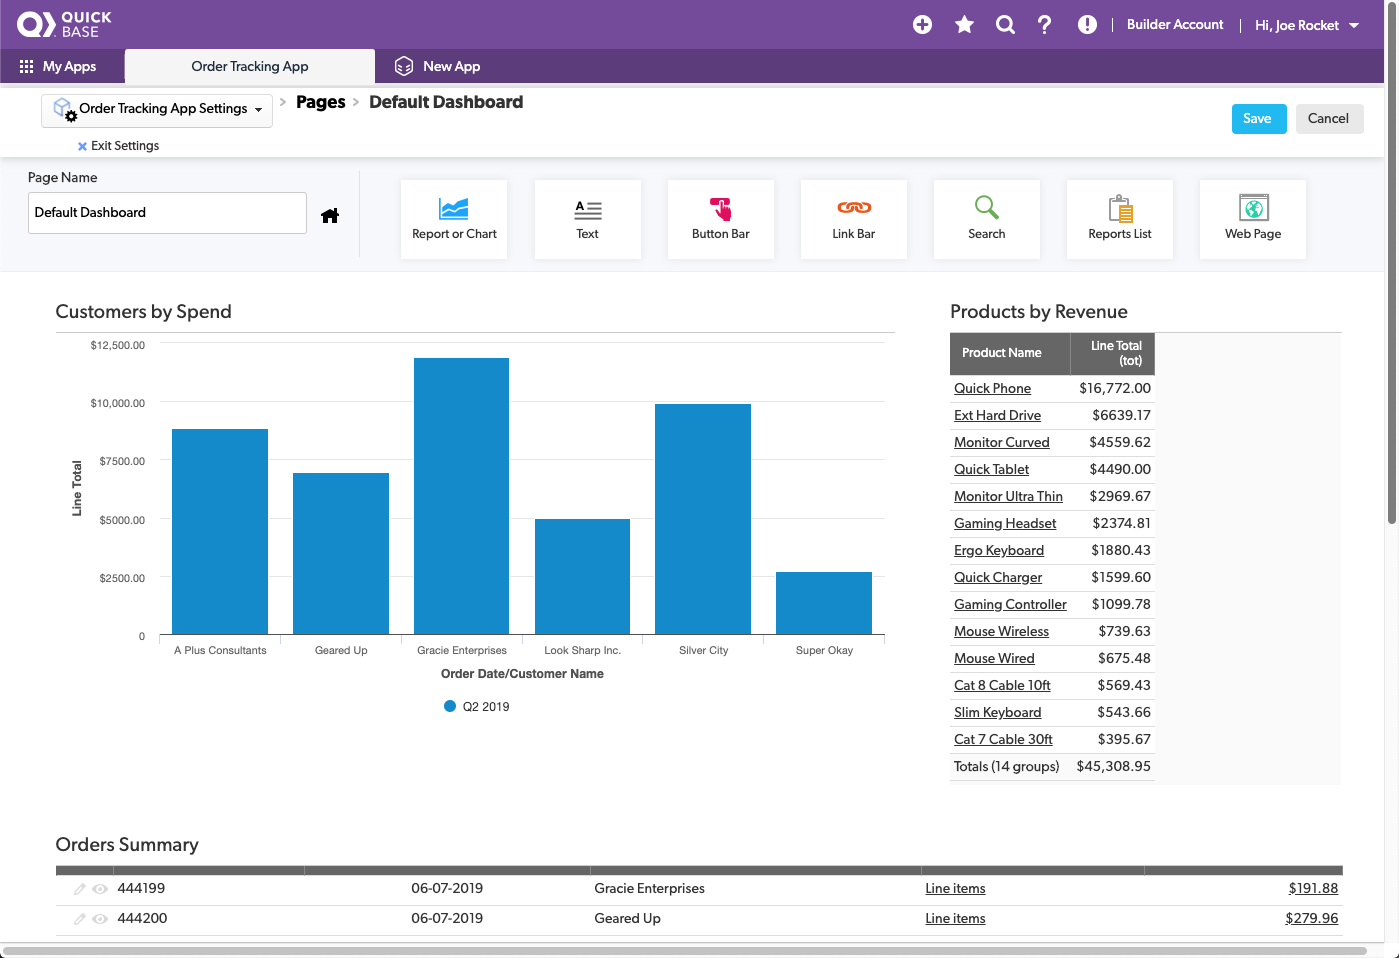 QUICK
BASE
Builder Account
Hi, Joe Rocket
My Apps
Order Tracking App
New App
Order Tracking App Settings
> Pages > Default Dashboard
Save
Cancel
Exit Settings
Page Name
Default Dashboard
Report or Chart
A
Text
Button Bar
Link Bar
Search
Reports List
Web Page
Customers by Spend
$12,500.00
$10,000.00
$7500.00
$5000.00
$2500.00
0
Line Total
A Plus Consultants
Geared Up
Gracie Enterprises
Look Sharp Inc.
Silver City
Super Okay
Order Date/Customer Name
Q2 2019
Products by Revenue
Product Name Line Total (tot)
Quick Phone $16,772.00
Ext Hard Drive $6639.17
Monitor Curved $4559.62
Quick Tablet $4490.00
Monitor Ultra Thin $2969.67
Gaming Headset $2374.81
Ergo Keyboard $1880.43
Quick Charger $1599.60
Gaming Controller $1099.78
Mouse Wireless $739.63
Mouse Wired $675.48
Cat 8 Cable 10ft $569.43
Slim Keyboard $543.66
Cat 7 Cable 30ft $395.67
Totals (14 groups) $45,308.95
Orders Summary
444199 06-07-2019 Gracie Enterprises Line items $191.88
444200 06-07-2019 Geared Up Line items $279.96